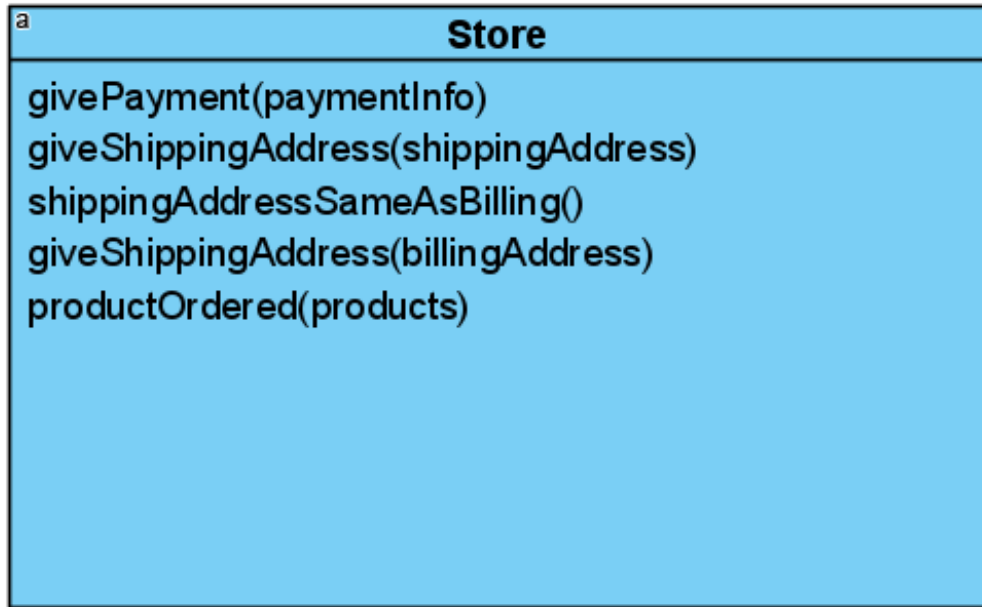 a
Store
givePayment(paymentInfo)
giveShippingAddress(shippingAddress)
shippingAddressSameAsBilling()
giveShippingAddress(billingAddress)
productOrdered(products)